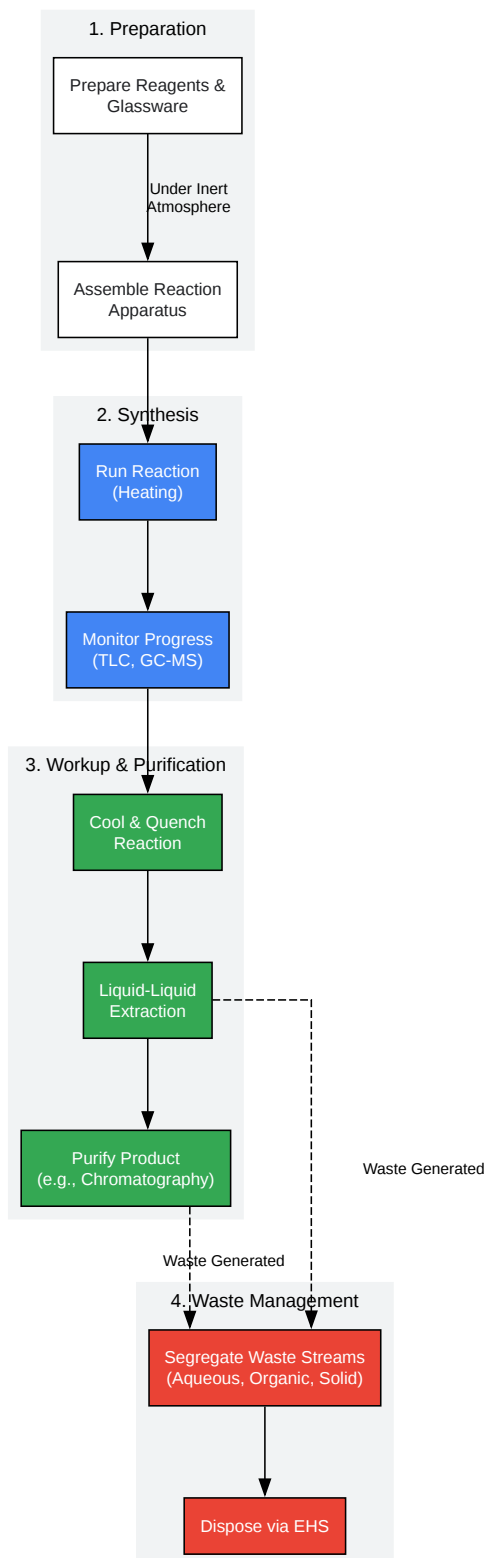 1. Preparation
Prepare Reagents &
Glassware
Under Inert
Atmosphere
Assemble Reaction
Apparatus
2. Synthesis
Run Reaction
(Heating)
Monitor Progress
(TLC, GC-MS)
3. Workup & Purification
Cool & Quench
Reaction
Liquid-Liquid
Extraction
Purify Product
(e.g., Chromatography)
Waste Generated
Waste Generated
4. Waste Management
Segregate Waste Streams
(Aqueous, Organic, Solid)
Dispose via EHS